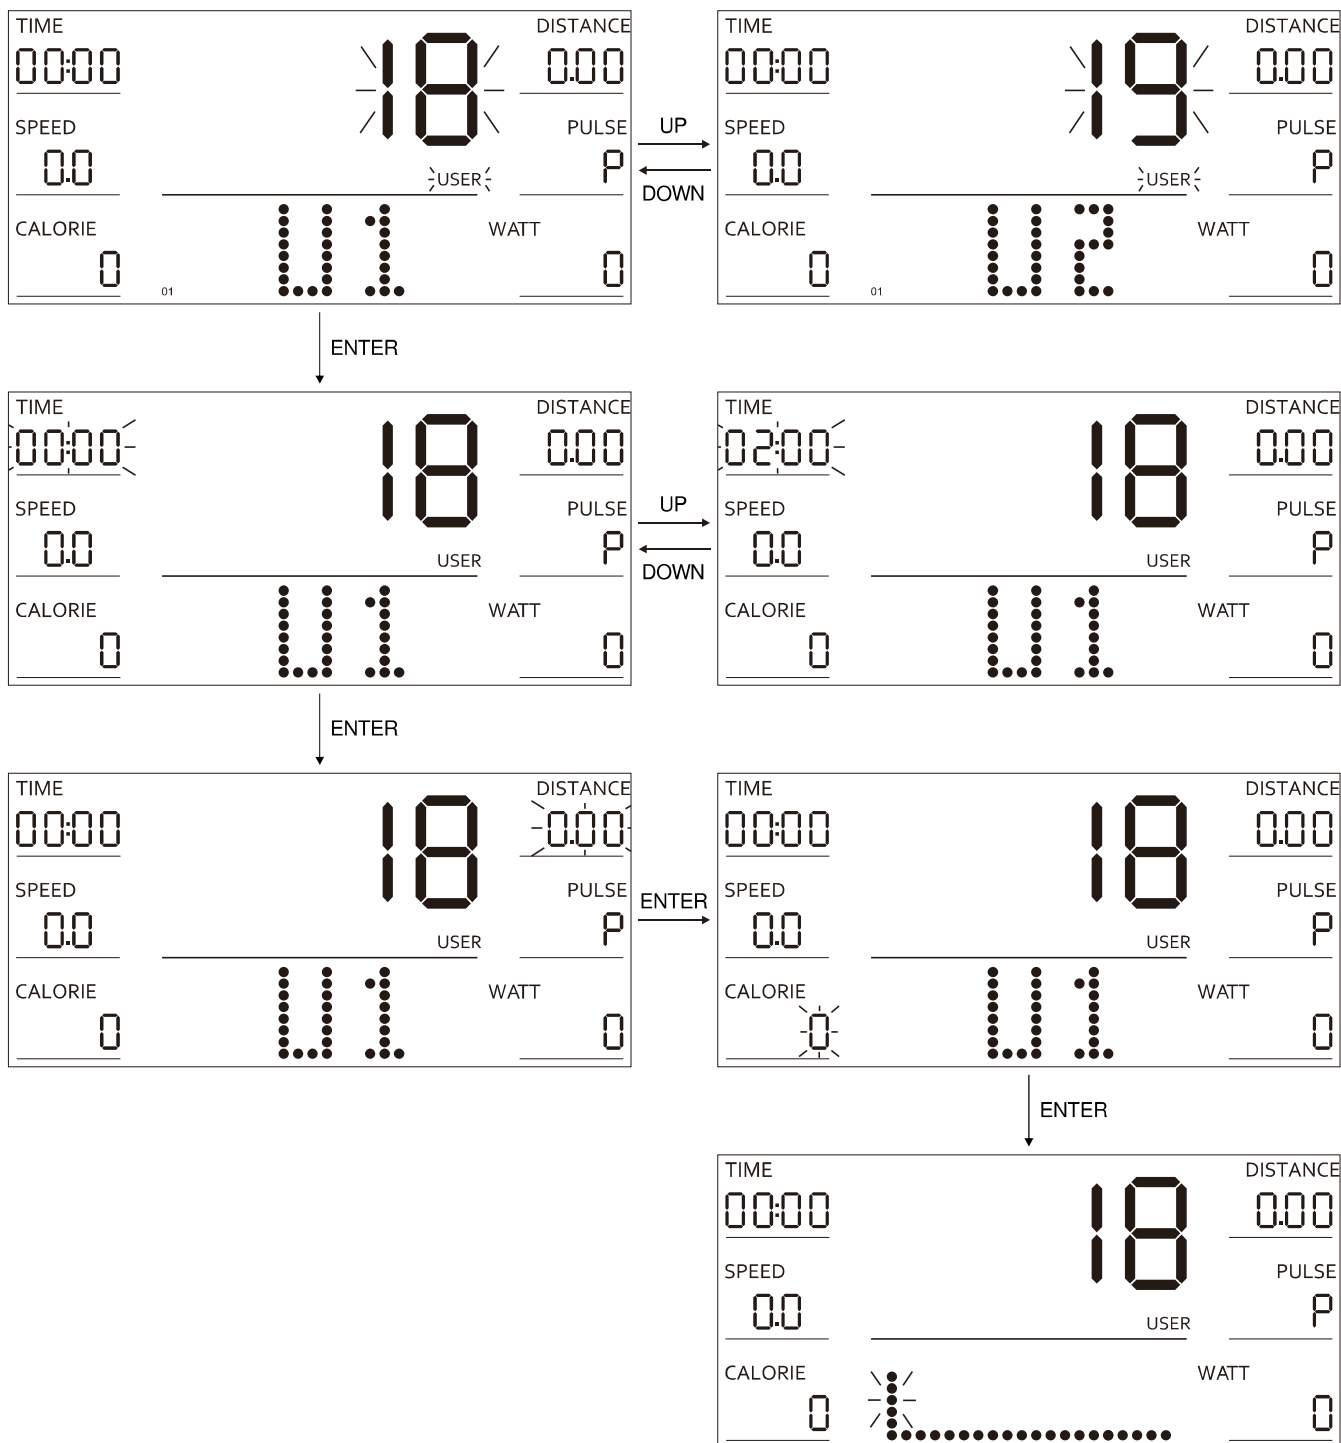 TIME
00:00
18
DISTANCE
0.00
SPEED
0.0
USER
PULSE
P
CALORIE
0
01
U1
WATT
0
UP
DOWN
TIME
00:00
19
DISTANCE
0.00
SPEED
0.0
USER
PULSE
P
CALORIE
0
01
U2
WATT
0
ENTER
TIME
00:00
18
DISTANCE
0.00
SPEED
0.0
USER
PULSE
P
CALORIE
0
U1
WATT
0
UP
DOWN
TIME
02:00
18
DISTANCE
0.00
SPEED
0.0
USER
PULSE
P
CALORIE
0
U1
WATT
0
ENTER
TIME
00:00
18
DISTANCE
0.00
SPEED
0.0
USER
PULSE
P
CALORIE
0
U1
WATT
0
ENTER
TIME
00:00
18
DISTANCE
0.00
SPEED
0.0
USER
PULSE
P
CALORIE
0
U1
WATT
0
ENTER
TIME
00:00
18
DISTANCE
0.00
SPEED
0.0
USER
PULSE
P
CALORIE
0
WATT
0